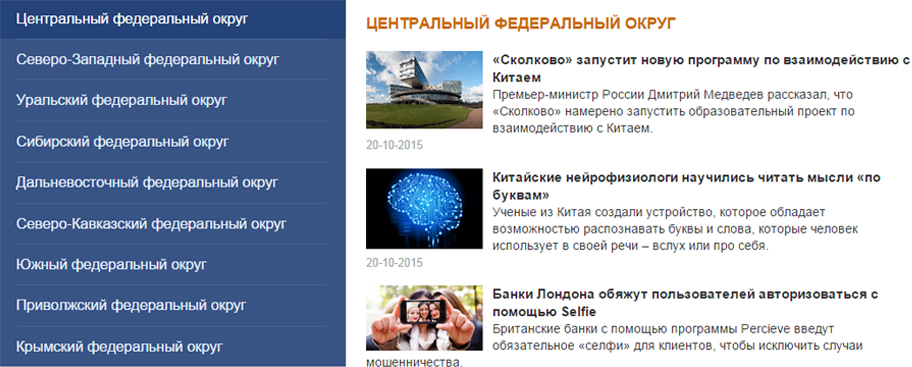 Центральный федеральный округ
Северо-Западный федеральный округ
Уральский федеральный округ
Сибирский федеральный округ
Дальневосточный федеральный округ
Северо-Кавказский федеральный округ
Южный федеральный округ
Приволжский федеральный округ
Крымский федеральный округ
ЦЕНТРАЛЬНЫЙ ФЕДЕРАЛЬНЫЙ ОКРУГ
«Сколково» запустит новую программу по взаимодействию с
Китаем
Премьер-министр России Дмитрий Медведев рассказал, что
«Сколково» намерено запустить образовательный проект по
взаимодействию с Китаем.
20-10-2015
Китайские нейрофизиологи научились читать мысли «по
буквам»
Ученые из Китая создали устройство, которое обладает
возможностью распознавать буквы и слова, которые человек
использует в своей речи – вслух или про себя.
20-10-2015
Банки Лондона обяжут пользователей авторизоваться с
помощью Selfie
Британские банки с помощью программы Percieve введут
обязательное «селфи» для клиентов, чтобы исключить случаи
мошенничества.